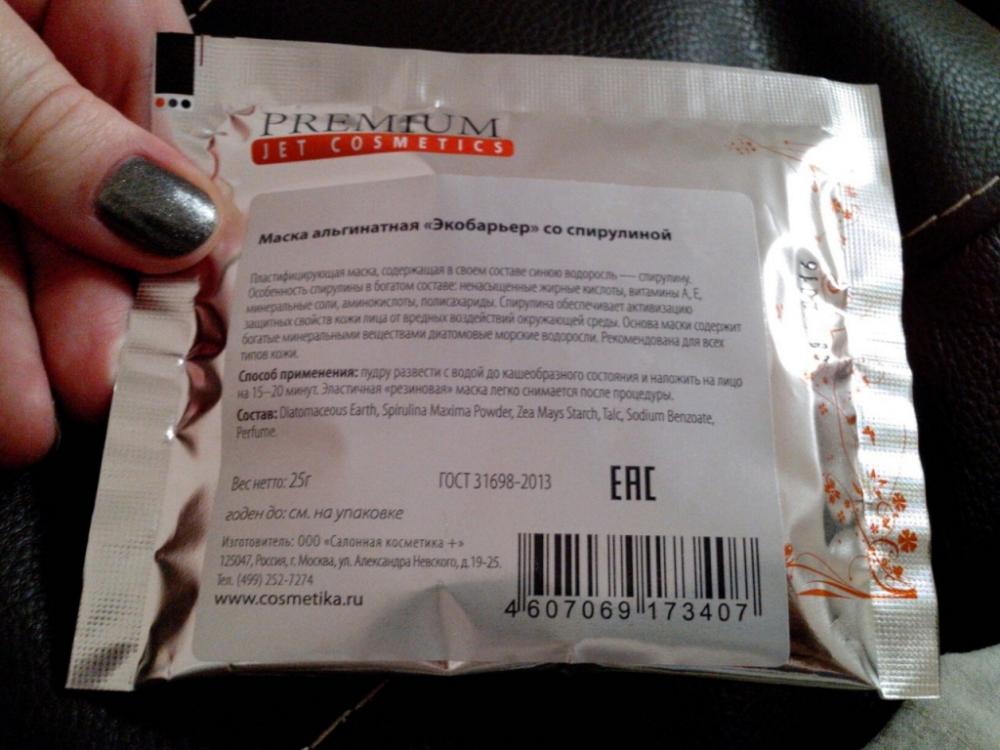 PREMIUM
JET COSMETICS
Маска альгинатная «Экобарьер» со спирулиной
Пластифицирующая маска, содержащая в своем составе синюю водоросль — спирулину.
Особенность спирулины в богатом составе: ненасыщенные жирные кислоты, витамины А, Е,
минеральные соли, аминокислоты, полисахариды. Спирулина обеспечивает активизацию
защитных свойств кожи лица от вредных воздействий окружающей среды. Основа маски содержит
богатые минеральными веществами диатомовые морские водоросли. Рекомендована для всех
типов кожи.
Способ применения: пудру развести с водой до кашеобразного состояния и наложить на лицо
на 15–20 минут. Эластичная «резиновая» маска легко снимается после процедуры.
Состав: Diatomaceous Earth, Spirulina Maxima Powder, Zea Mays Starch, Talc, Sodium Benzoate,
Perfume.
Вес нетто: 25г ГОСТ 31698-2013 EAC
годен до: см. на упаковке
Изготовитель: ООО «Салонная косметика +»
125047, Россия, г. Москва, ул. Александра Невского, д.19-25.
Тел. (499) 252-7274
www.cosmetika.ru
4 607069 173407